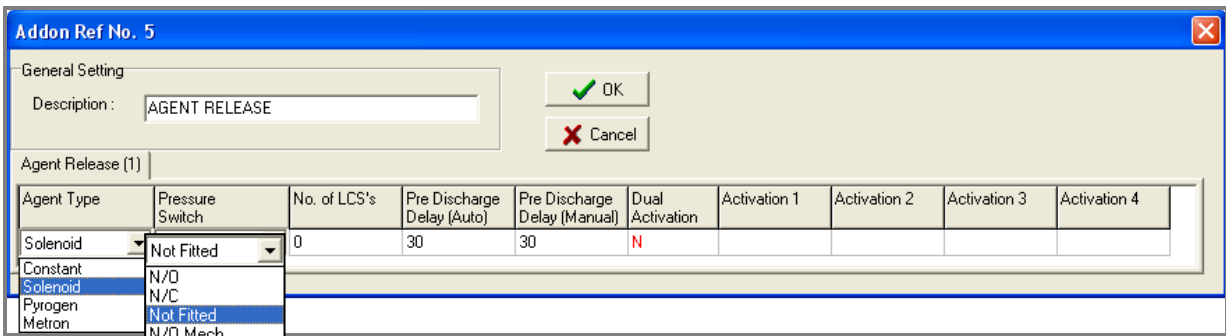 Addon Ref No. 5
General Setting
Description :
AGENT RELEASE
OK
Cancel
Agent Release (1)
Agent Type Pressure Switch No. of LCS's Pre Discharge Delay (Auto) Pre Discharge Delay (Manual) Dual Activation Activation 1 Activation 2 Activation 3 Activation 4
Solenoid Not Fitted 0 30 30 N
Constant
Solenoid
Pyrogen
Metron
N/O
N/C
Not Fitted
N/O Mech